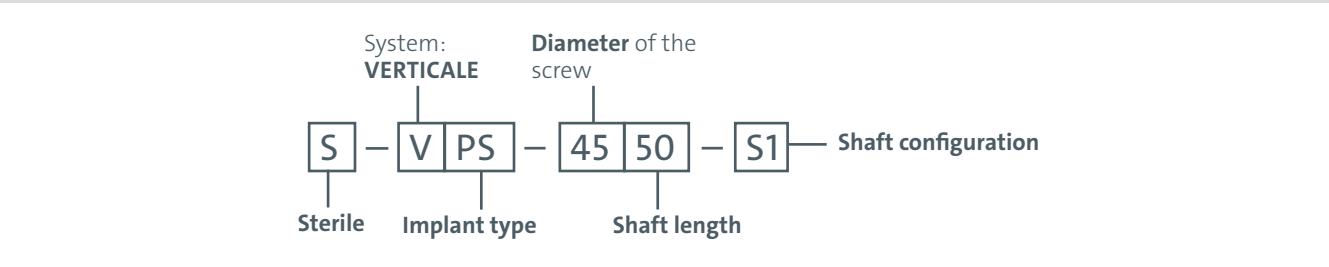 System:
VERTICALE
Diameter of the
screw
S – V PS – 45 50 – S1 Shaft configuration
Sterile
Implant type
Shaft length